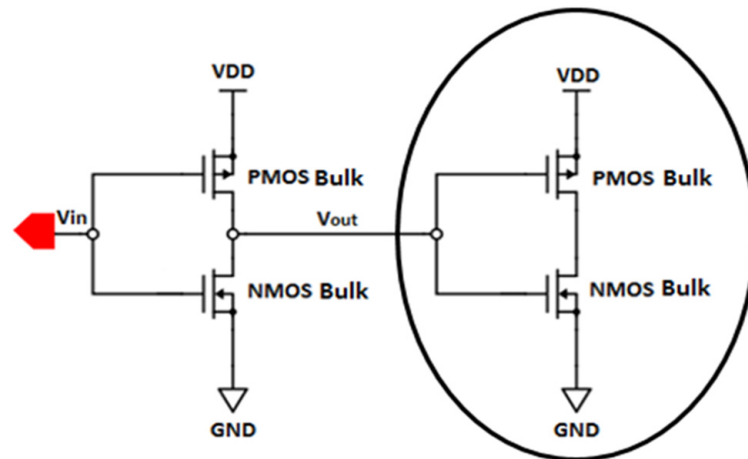 VDD
VDD
PMOS Bulk
PMOS Bulk
Vin
Vout
NMOS Bulk
NMOS Bulk
GND
GND